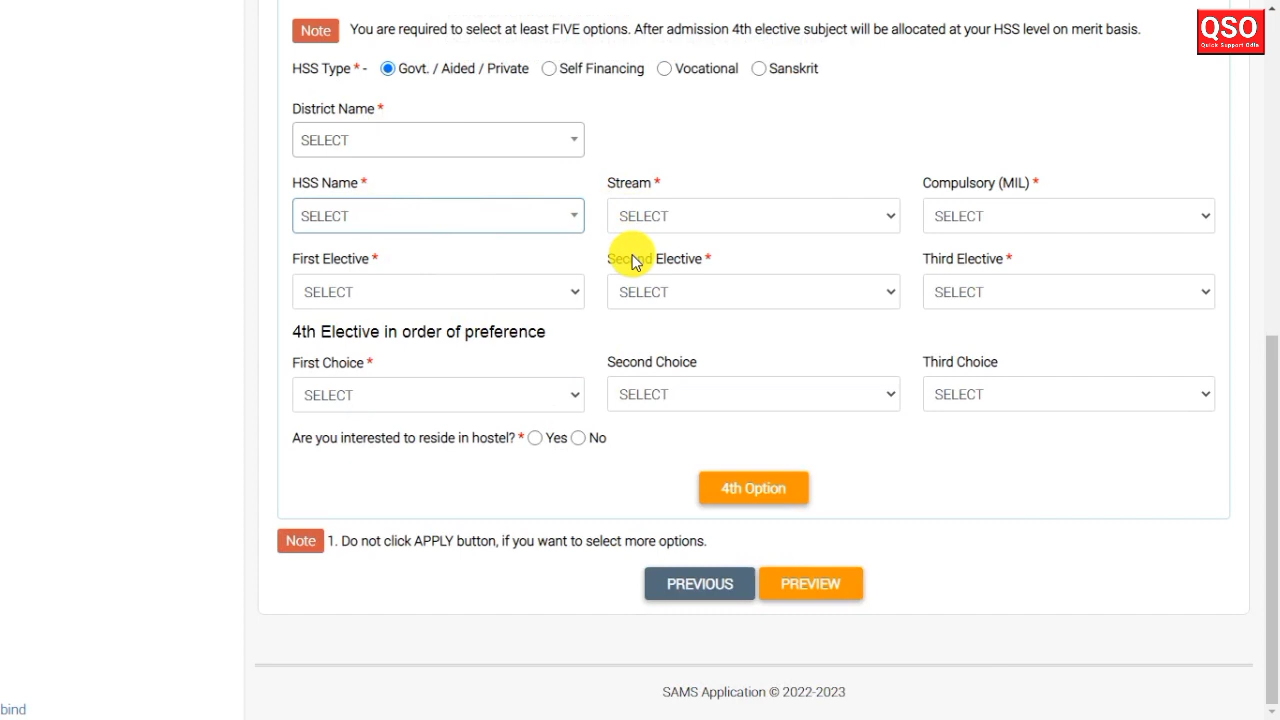 QSO
Quick Support Odia
Note You are required to select at least FIVE options. After admission 4th elective subject will be allocated at your HSS level on merit basis.
HSS Type * - Govt. / Aided / Private Self Financing Vocational Sanskrit
District Name *
SELECT
HSS Name * Stream * Compulsory (MIL) *
SELECT SELECT SELECT
First Elective * Second Elective * Third Elective *
SELECT SELECT SELECT
4th Elective in order of preference
First Choice * Second Choice Third Choice
SELECT SELECT SELECT
Are you interested to reside in hostel? * Yes No
4th Option
Note 1. Do not click APPLY button, if you want to select more options.
PREVIOUS PREVIEW
SAMS Application © 2022-2023
bind